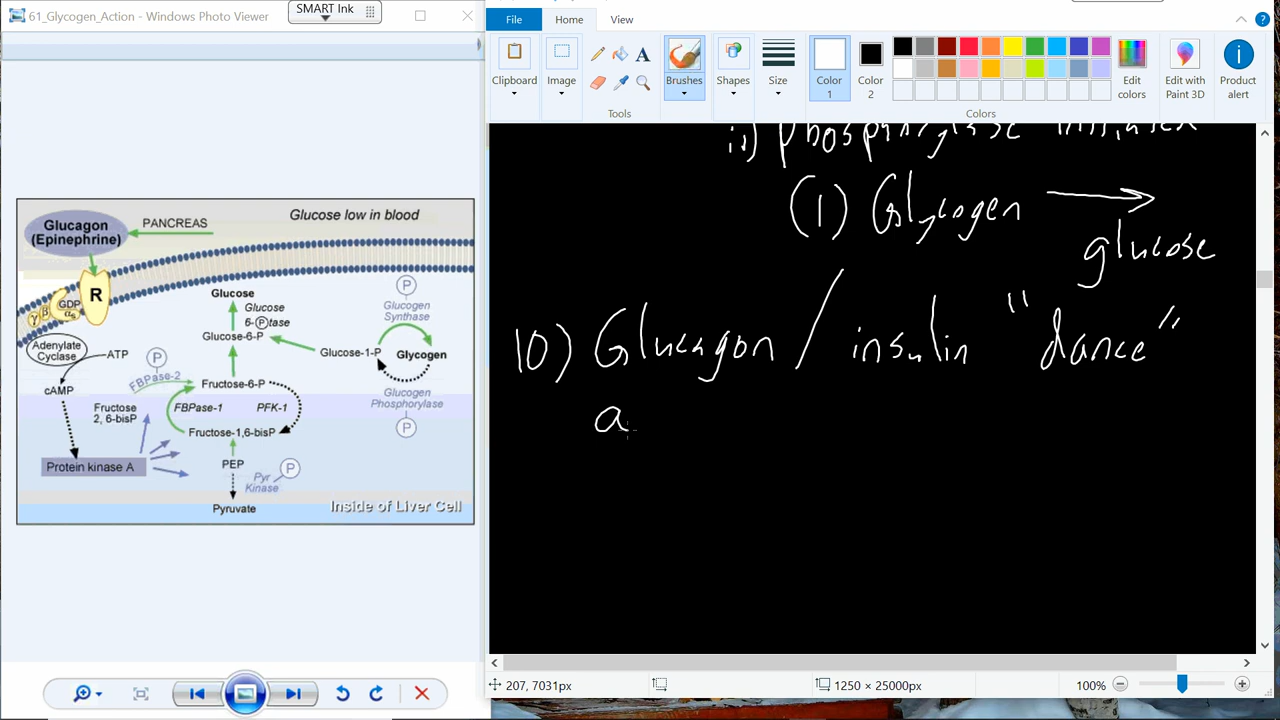 61_Glycogen_Action - Windows Photo Viewer
SMART Ink
Glucagon
(Epinephrine)
PANCREAS
Glucose low in blood
R
GDP
γ β αs
Adenylate
Cyclase
ATP
cAMP
Protein kinase A
P
FBPase-2
Fructose
2, 6-bisP
Glucose
Glucose
6-Ptase
Glucose-6-P
Fructose-6-P
FBPase-1
PFK-1
Fructose-1,6-bisP
PEP
Pyr
Kinase
P
Pyruvate
P
Glucogen
Synthase
Glucose-1-P
Glycogen
Glucogen
Phosphorylase
P
Inside of Liver Cell
File
Home
View
Clipboard
Image
Tools
Brushes
Shapes
Size
Color
1
Color
2
Edit
colors
Colors
Edit with
Paint 3D
Product
alert
(1) Glycogen →
glucose
10) Glucagon / insulin "dance"
a
207, 7031px
1250 × 25000px
100%